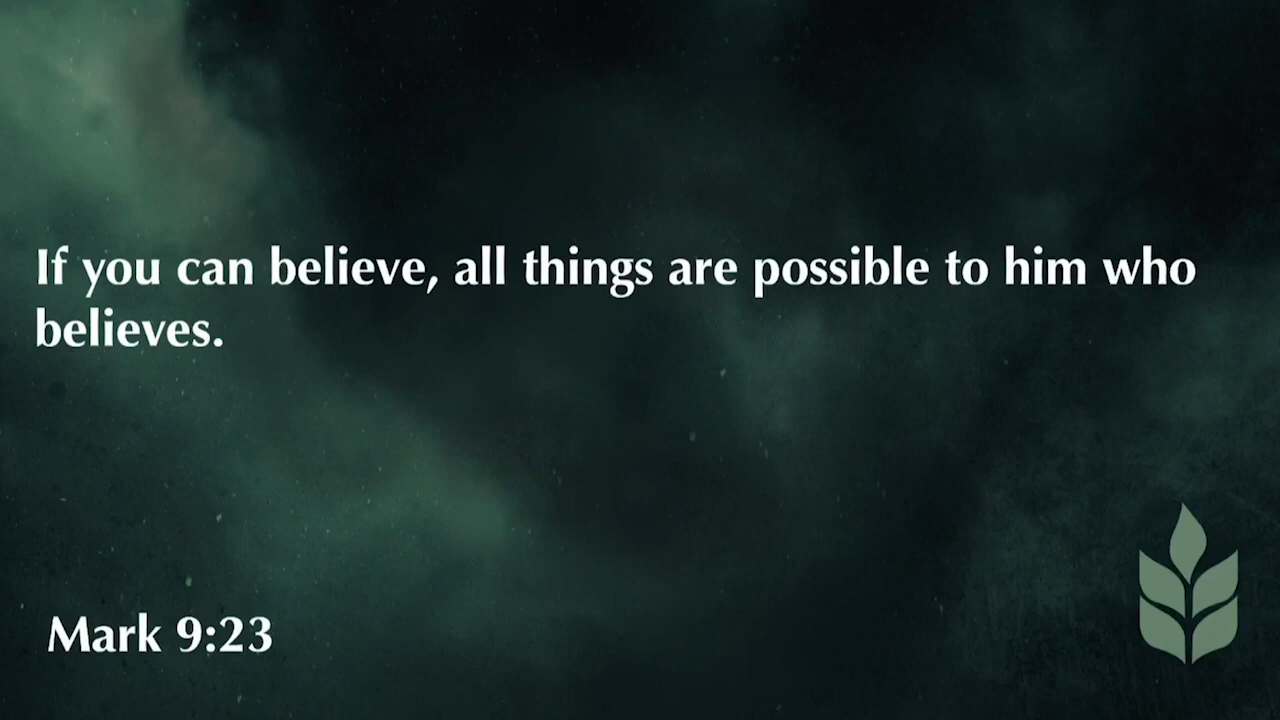 If you can believe, all things are possible to him who
believes.
Mark 9:23